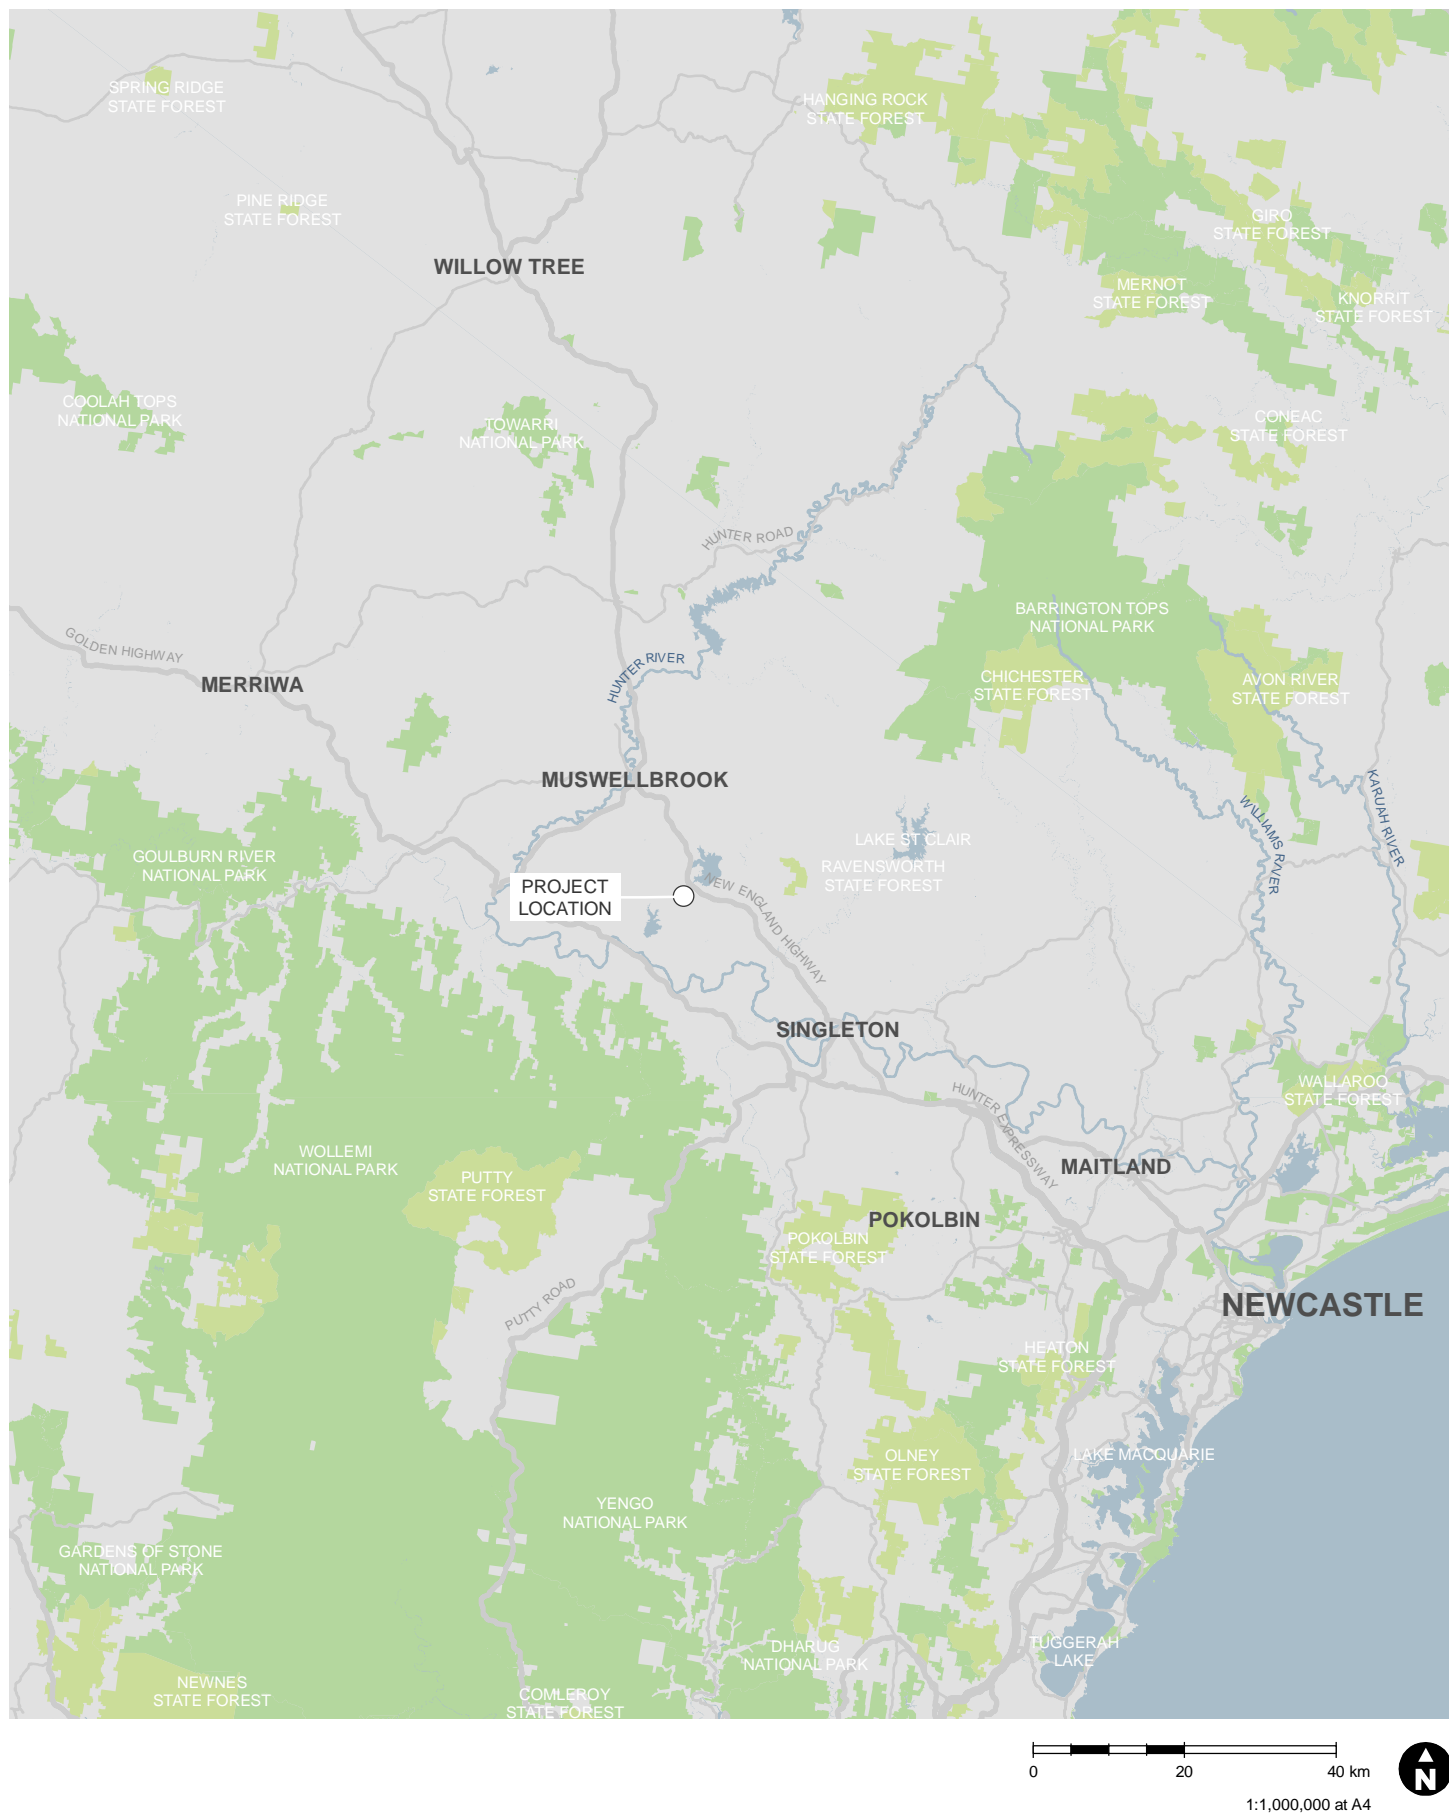 SPRING RIDGE
STATE FOREST
HANGING ROCK
STATE FOREST
PINE RIDGE
STATE FOREST
GIRO
STATE FOREST
WILLOW TREE
MERNOT
STATE FOREST
KNORRIT
STATE FOREST
COOLAH TOPS
NATIONAL PARK
TOWARRI
NATIONAL PARK
CONEAC
STATE FOREST
HUNTER ROAD
BARRINGTON TOPS
NATIONAL PARK
GOLDEN HIGHWAY
HUNTER RIVER
MERRIWA
CHICHESTER
STATE FOREST
AVON RIVER
STATE FOREST
MUSWELLBROOK
KARUAH RIVER
WILLIAMS RIVER
LAKE ST CLAIR
GOULBURN RIVER
NATIONAL PARK
RAVENSWORTH
STATE FOREST
PROJECT
LOCATION
NEW ENGLAND HIGHWAY
SINGLETON
WALLAROO
STATE FOREST
HUNTER EXPRESSWAY
WOLLEMI
NATIONAL PARK
MAITLAND
PUTTY
STATE FOREST
POKOLBIN
POKOLBIN
STATE FOREST
PUTTY ROAD
NEWCASTLE
HEATON
STATE FOREST
OLNEY
STATE FOREST
LAKE MACQUARIE
YENGO
NATIONAL PARK
GARDENS OF STONE
NATIONAL PARK
DHARUG
NATIONAL PARK
TUGGERAH
LAKE
NEWNES
STATE FOREST
COMLEROY
STATE FOREST
0 20 40 km
N
1:1,000,000 at A4